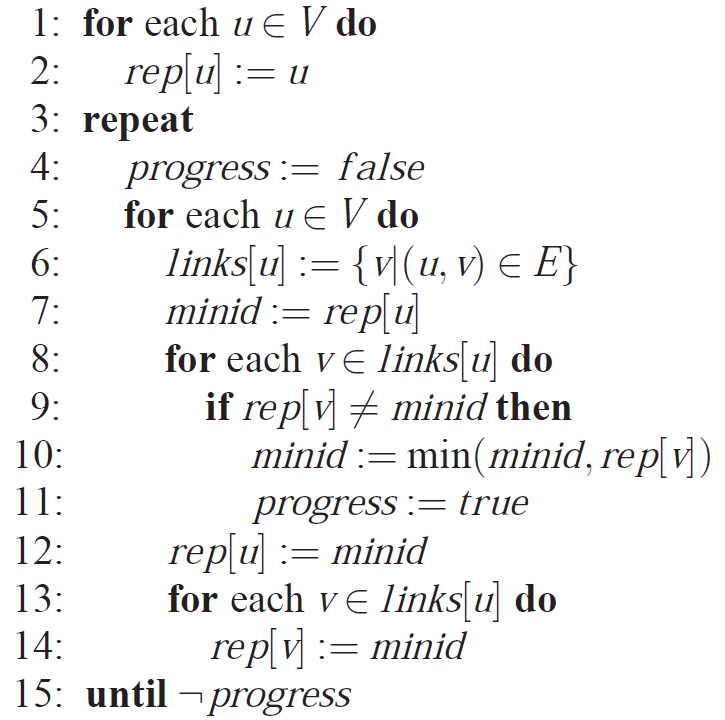 1: for each u ∈ V do
2: rep[u] := u
3: repeat
4: progress := false
5: for each u ∈ V do
6: links[u] := {v|(u, v) ∈ E}
7: minid := rep[u]
8: for each v ∈ links[u] do
9: if rep[v] ≠ minid then
10: minid := min(minid, rep[v])
11: progress := true
12: rep[u] := minid
13: for each v ∈ links[u] do
14: rep[v] := minid
15: until ¬progress